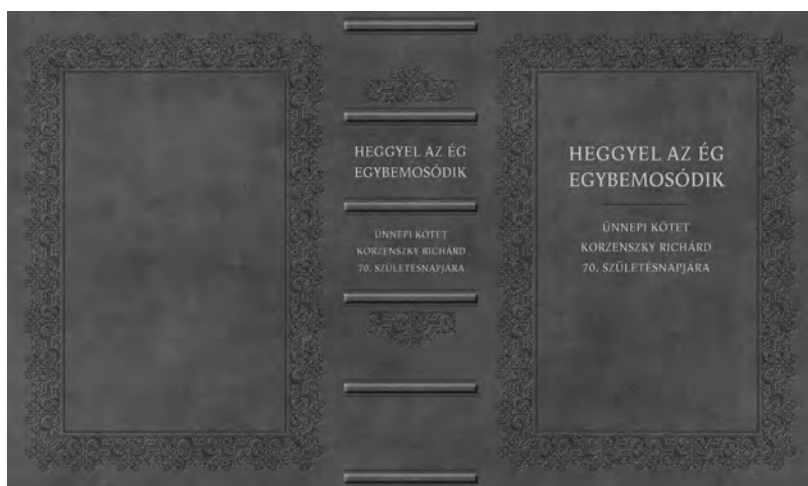 HEGGYEL AZ ÉG
EGYBEMOSÓDIK
ÜNNEPI KÖTET
KORZENSZKY RICHÁRD
70. SZÜLETÉSNAPJÁRA
HEGGYEL AZ ÉG
EGYBEMOSÓDIK
ÜNNEPI KÖTET
KORZENSZKY RICHÁRD
70. SZÜLETÉSNAPJÁRA